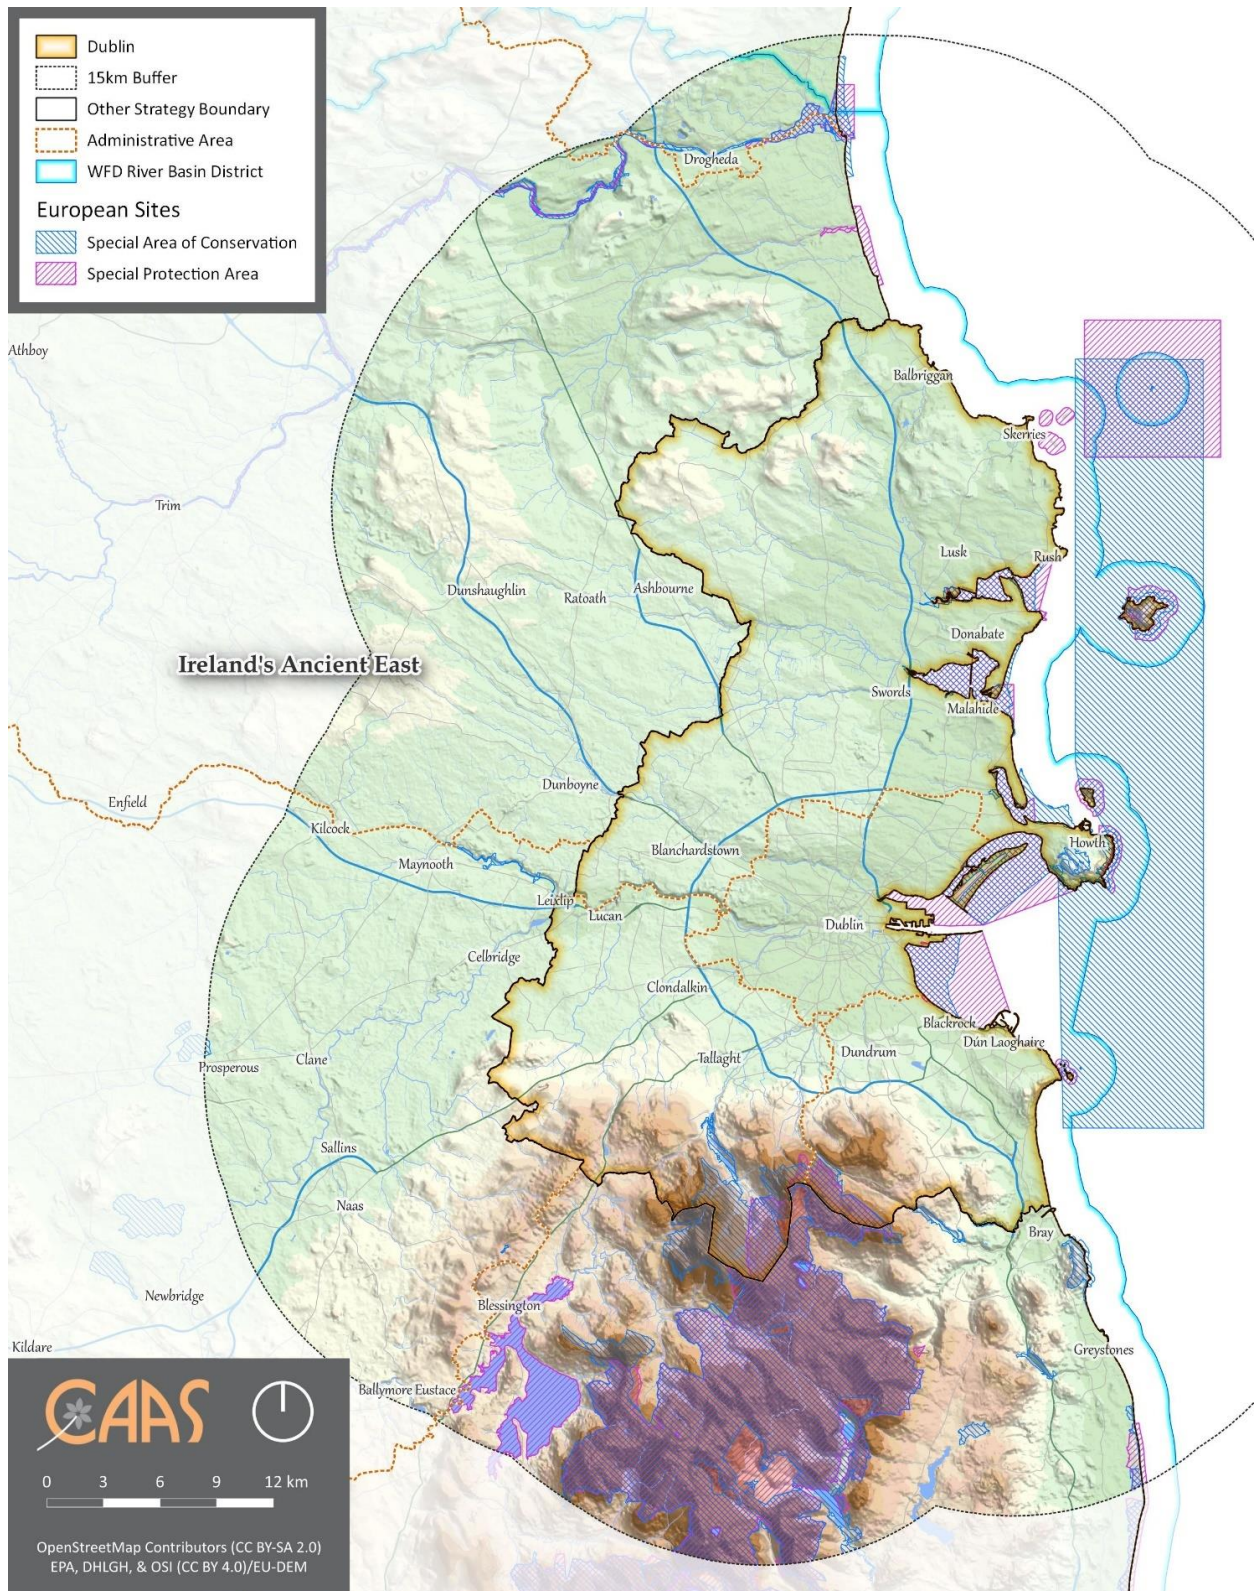 Dublin
15km Buffer
Other Strategy Boundary
Administrative Area
WFD River Basin District
European Sites
Special Area of Conservation
Special Protection Area
Drogheda
Athboy
Balbriggan
Skerries
Trim
Lusk
Rush
Dunshaughlin
Ratoath
Ashbourne
Donabate
Ireland's Ancient East
Swords
Malahide
Dunboyne
Enfield
Kilcock
Blanchardstown
Howth
Maynooth
Leixlip
Lucan
Dublin
Celbridge
Clondalkin
Blackrock
Dún Laoghaire
Clane
Prosperous
Tallaght
Dundrum
Sallins
Naas
Bray
Newbridge
Blessington
Kildare
Greystones
Ballymore Eustace
CAAS
0 3 6 9 12 km
OpenStreetMap Contributors (CC BY-SA 2.0)
EPA, DHLGH, & OSI (CC BY 4.0)/EU-DEM